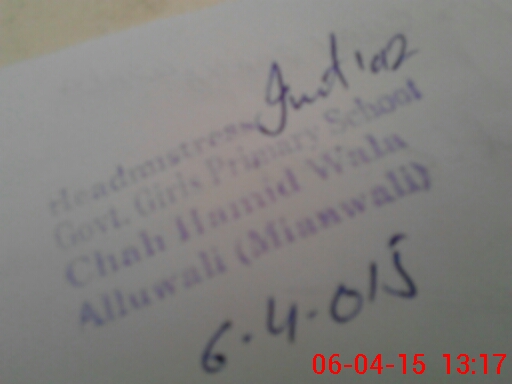 Headmistress
Govt. Girls Primary School
Chah Hamid Wala
Alluwali (Mianwali)
6.4.015
06-04-15 13:17